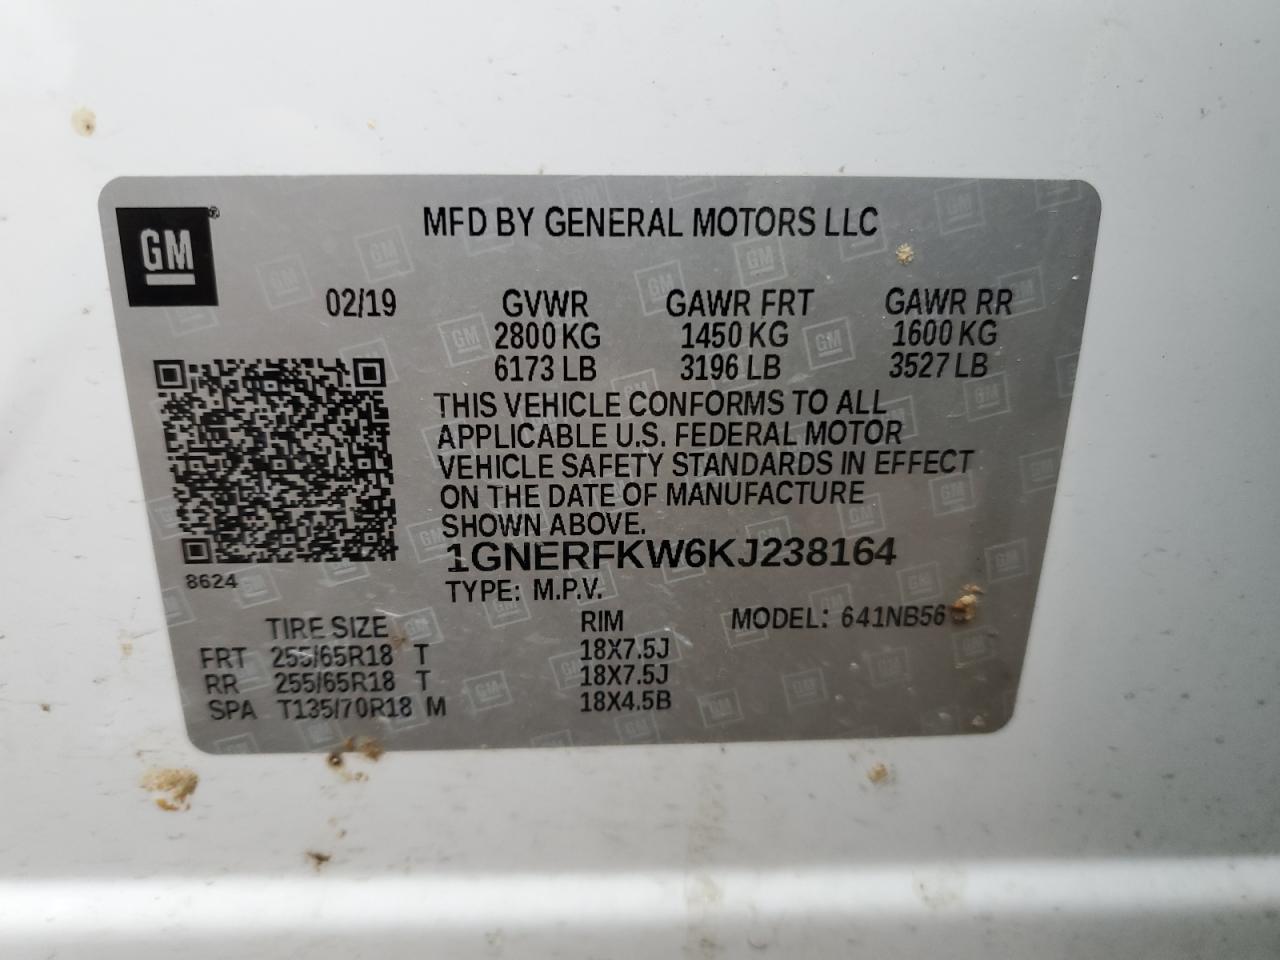 GM ®
MFD BY GENERAL MOTORS LLC
02/19 GVWR GAWR FRT GAWR RR
2800 KG 1450 KG 1600 KG
6173 LB 3196 LB 3527 LB
THIS VEHICLE CONFORMS TO ALL
APPLICABLE U.S. FEDERAL MOTOR
VEHICLE SAFETY STANDARDS IN EFFECT
ON THE DATE OF MANUFACTURE
SHOWN ABOVE.
1GNERFKW6KJ238164
8624
TYPE: M.P.V.
TIRE SIZE RIM MODEL: 641NB56
FRT 255/65R18 T 18X7.5J
RR 255/65R18 T 18X7.5J
SPA T135/70R18 M 18X4.5B